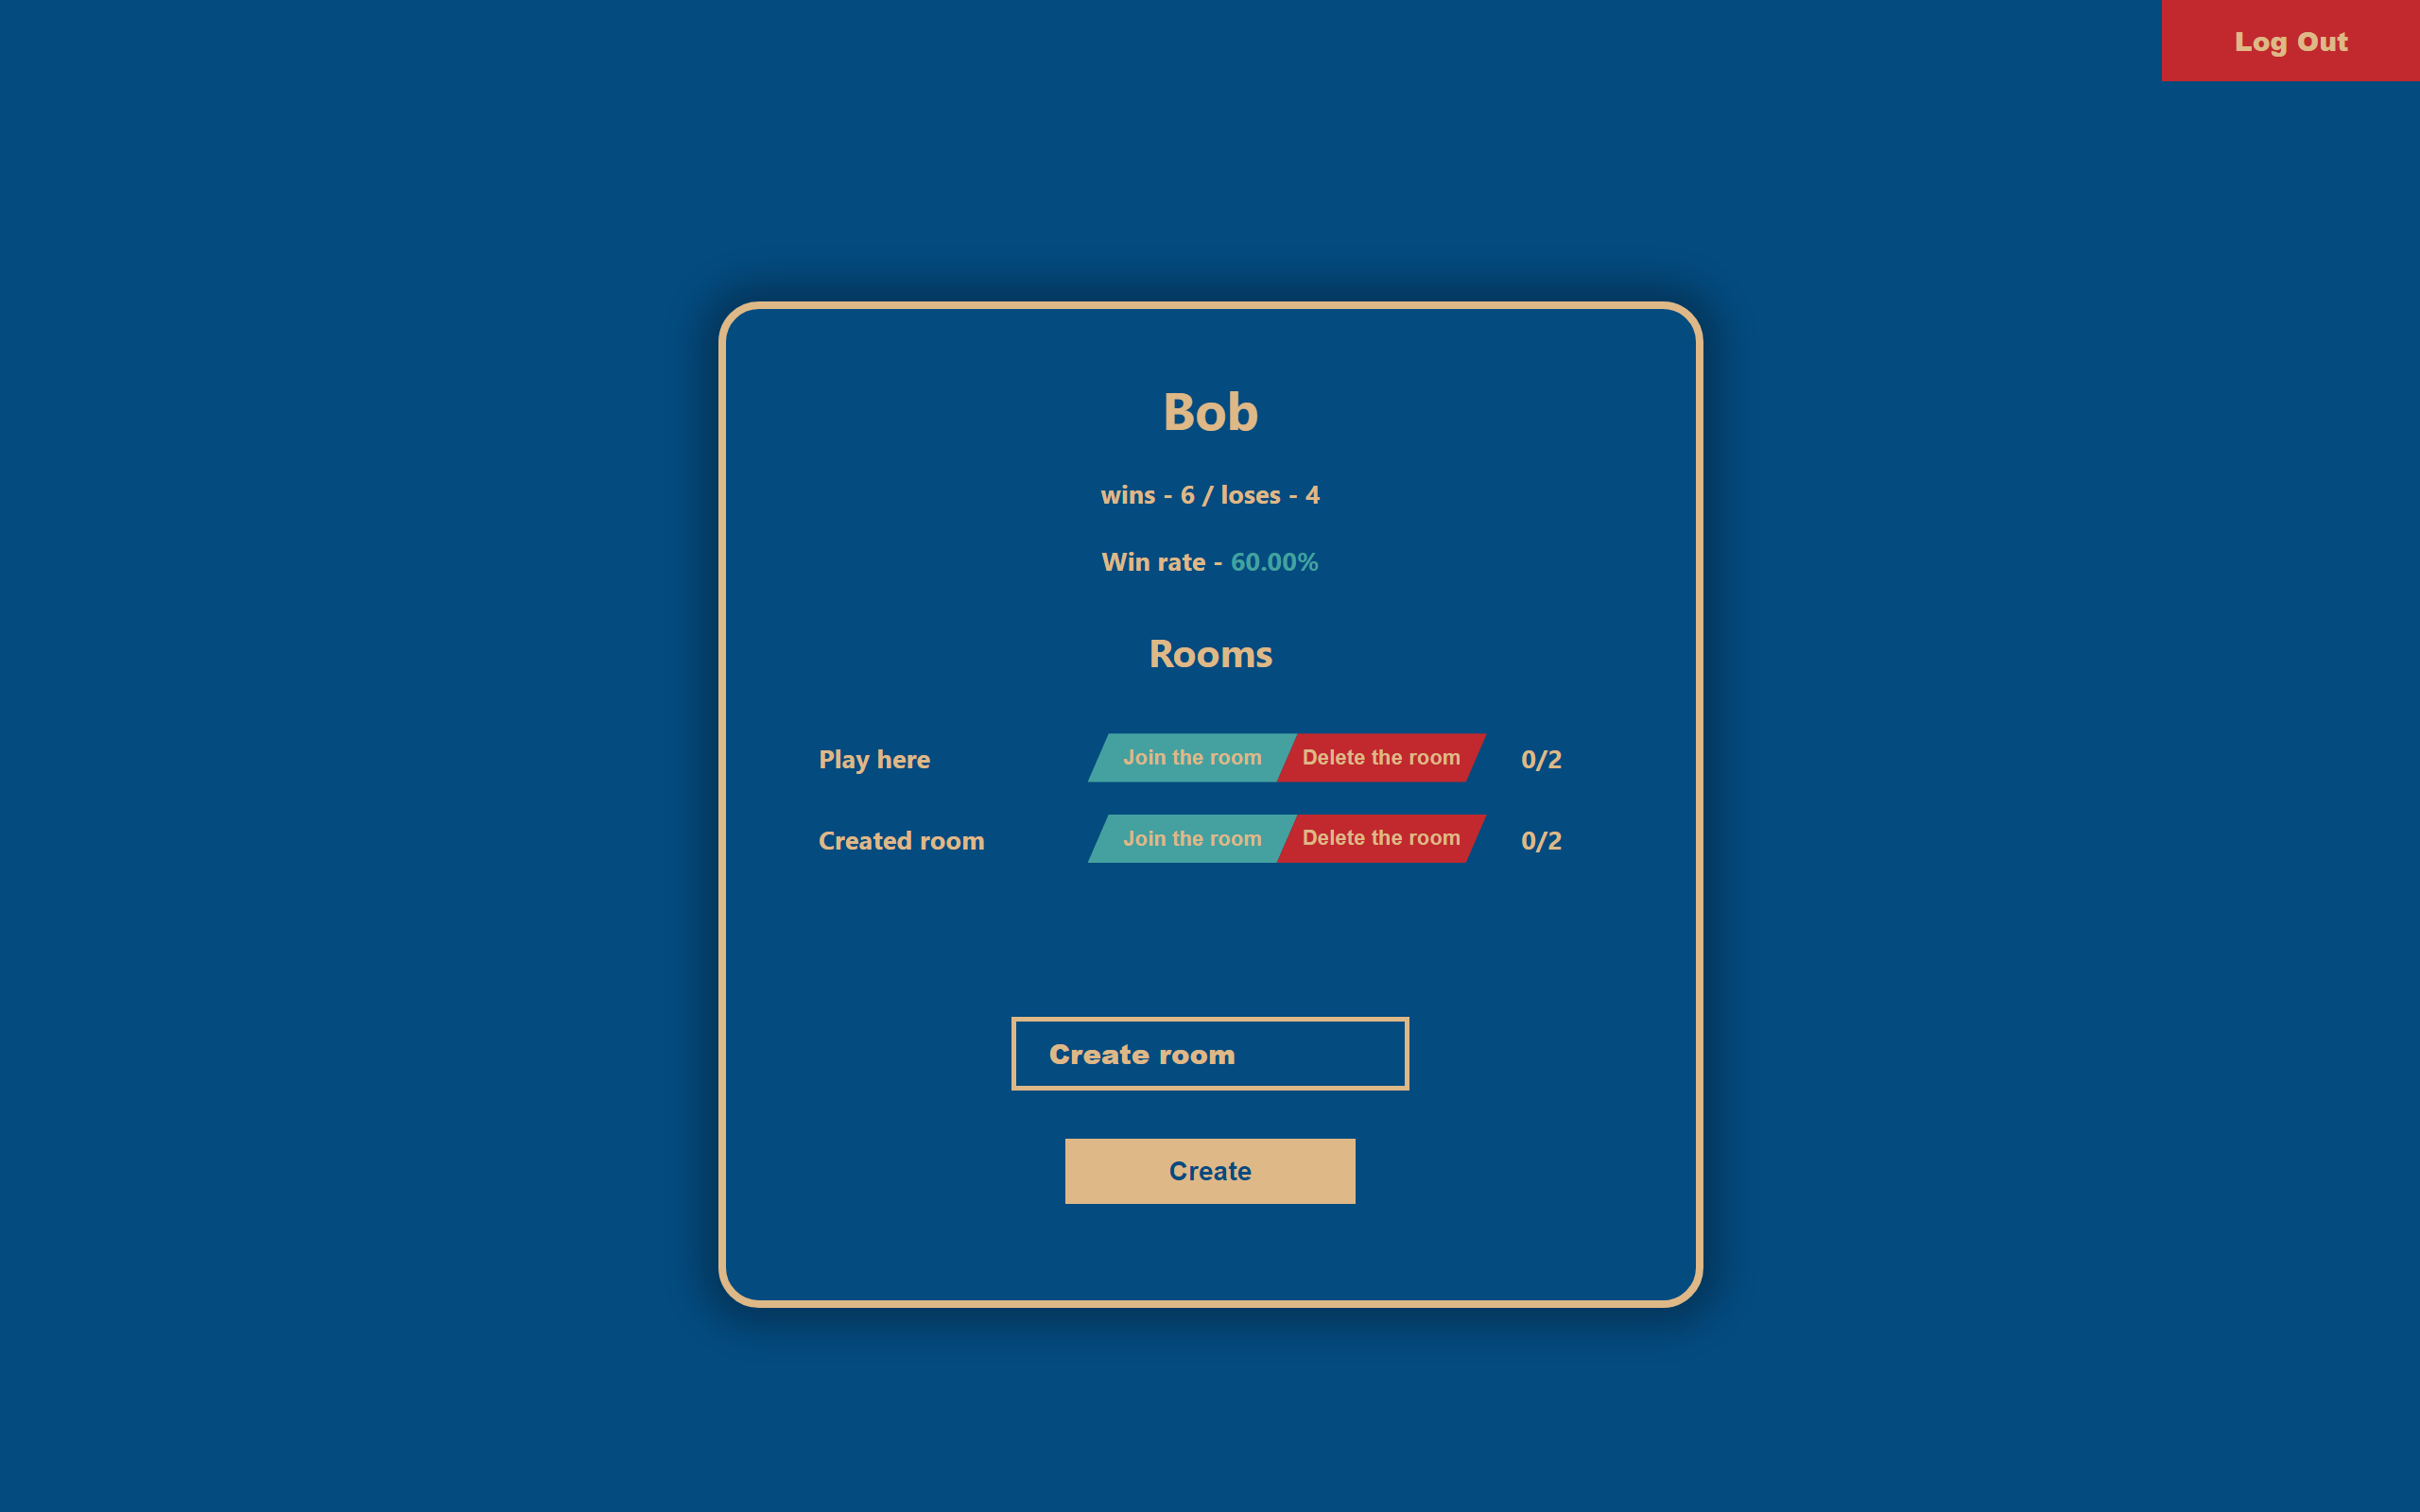 Log Out
Bob
wins - 6 / loses - 4
Win rate - 60.00%
Rooms
Play here Join the room Delete the room 0/2
Created room Join the room Delete the room 0/2
Create room
Create